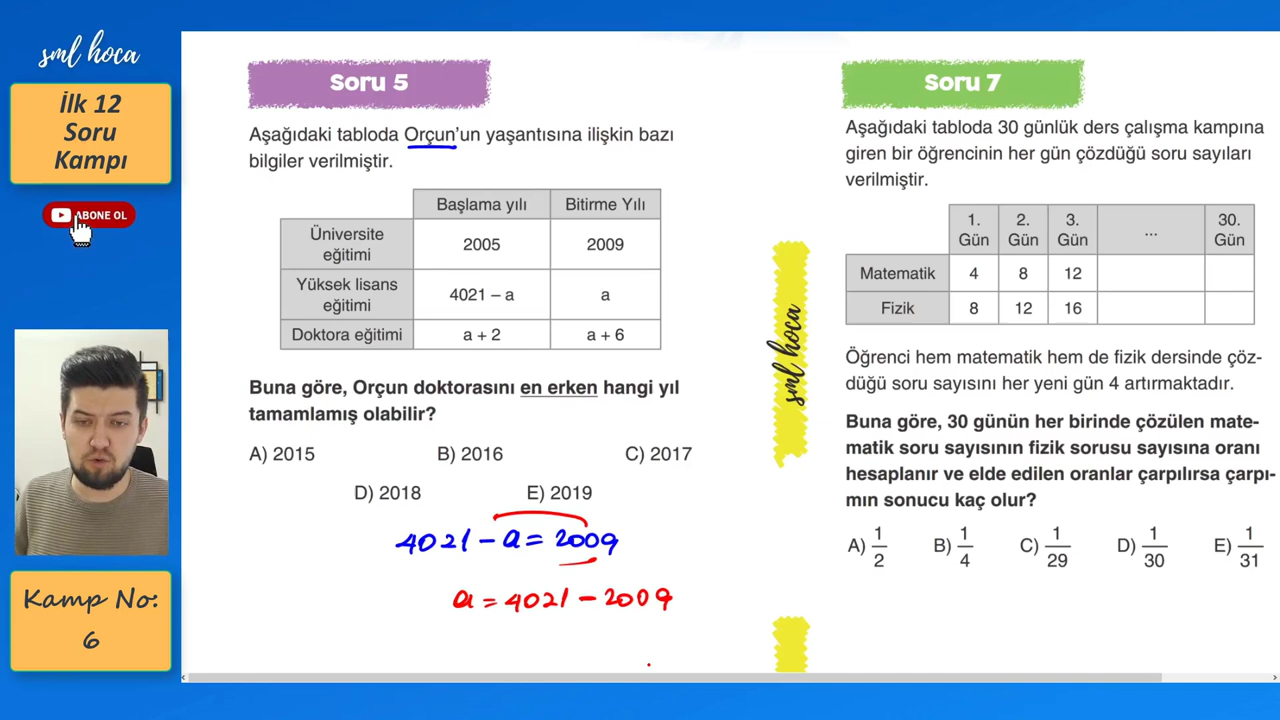 sml hoca
İlk 12
Soru
Kampı
ABONE OL
Kamp No:
6
Soru 5
Aşağıdaki tabloda Orçun'un yaşantısına ilişkin bazı
bilgiler verilmiştir.
Başlama yılı Bitirme Yılı
Üniversite eğitimi 2005 2009
Yüksek lisans eğitimi 4021 – a a
Doktora eğitimi a + 2 a + 6
Buna göre, Orçun doktorasını en erken hangi yıl
tamamlamış olabilir?
A) 2015 B) 2016 C) 2017
D) 2018 E) 2019
4021 – a = 2009
a = 4021 – 2009
sml hoca
Soru 7
Aşağıdaki tabloda 30 günlük ders çalışma kampına
giren bir öğrencinin her gün çözdüğü soru sayıları
verilmiştir.
1. Gün 2. Gün 3. Gün ... 30. Gün
Matematik 4 8 12
Fizik 8 12 16
Öğrenci hem matematik hem de fizik dersinde çöz-
düğü soru sayısını her yeni gün 4 artırmaktadır.
Buna göre, 30 günün her birinde çözülen mate-
matik soru sayısının fizik sorusu sayısına oranı
hesaplanır ve elde edilen oranlar çarpılırsa çarpı-
mın sonucu kaç olur?
A) 1/2 B) 1/4 C) 1/29 D) 1/30 E) 1/31